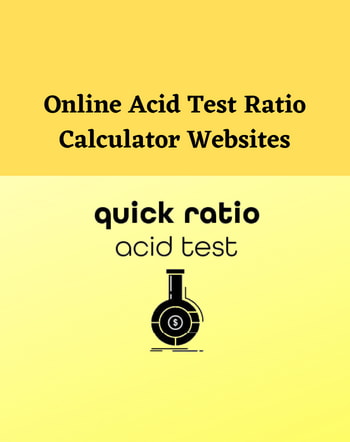 Online Acid Test Ratio
Calculator Websites
quick ratio
acid test
$